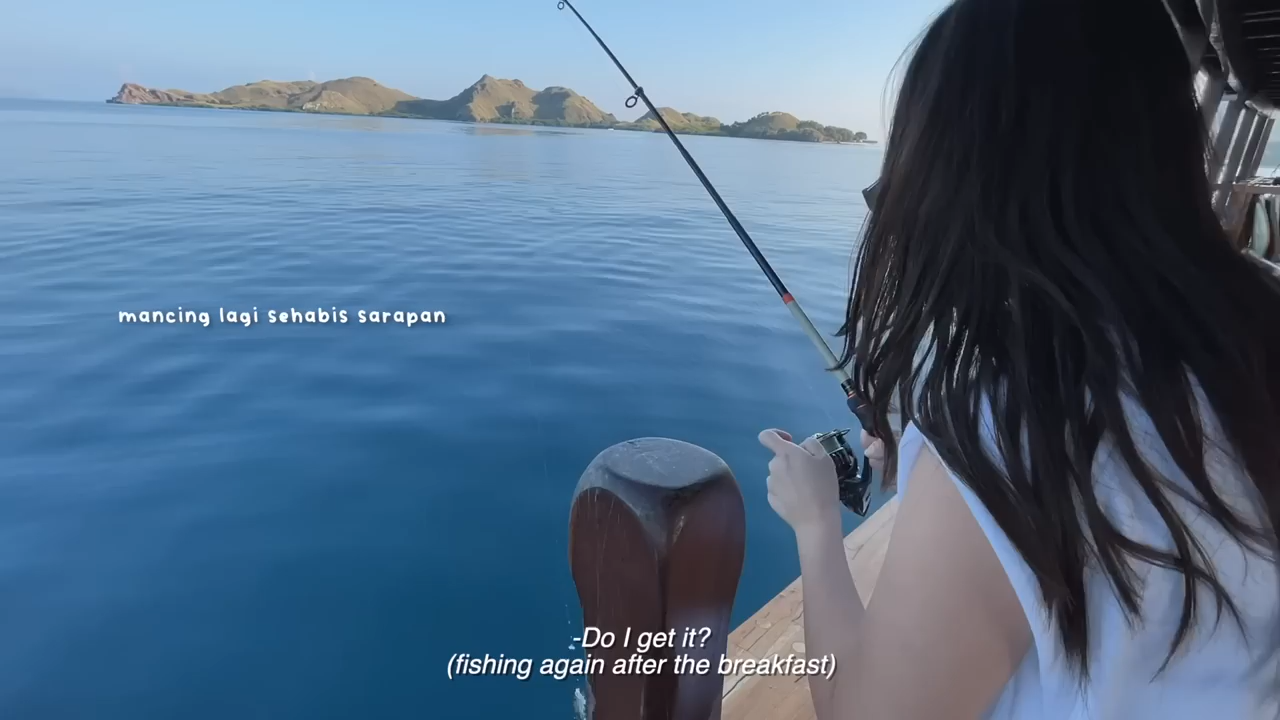 mancing lagi sehabis sarapan
-Do I get it?
(fishing again after the breakfast)